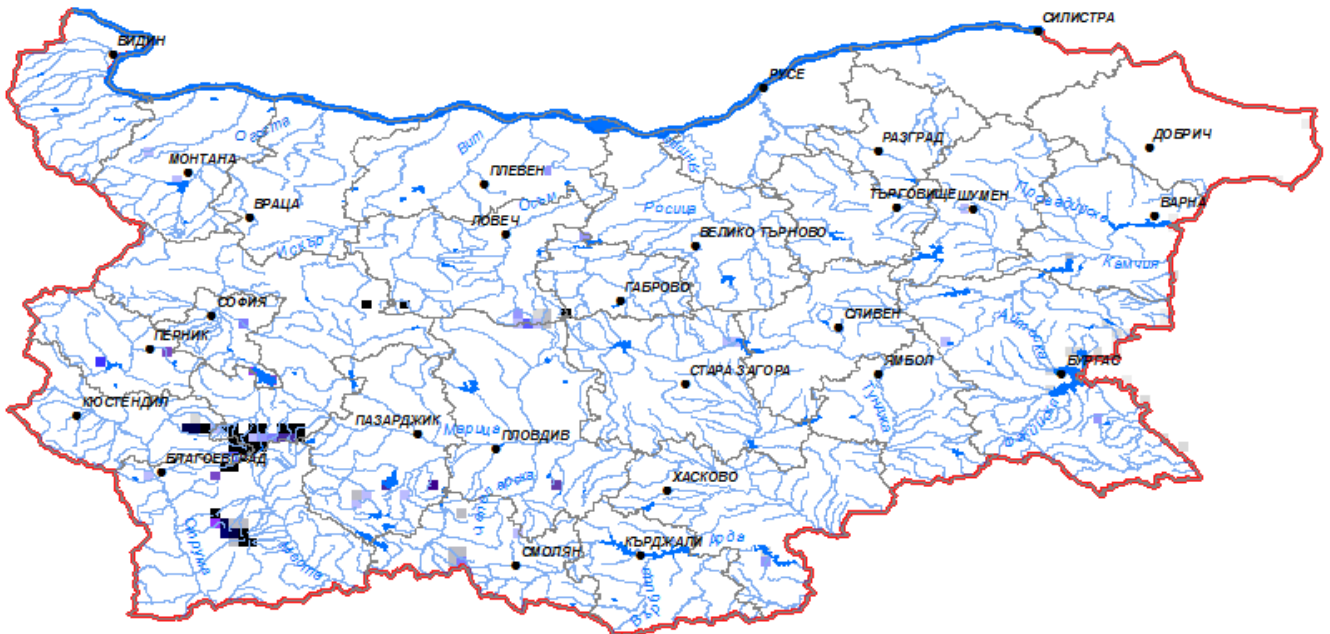 СИЛИСТРА
ВИДИН
РУСЕ
Огоста
Вит
РАЗГРАД
ДОБРИЧ
МОНТАНА
ПЛЕВЕН
Осъм
ТЪРГОВИЩЕ
ШУМЕН
ВРАЦА
ЛОВЕЧ
Росица
ВАРНА
Искър
ВЕЛИКО ТЪРНОВО
Камчия
ГАБРОВО
СОФИЯ
СЛИВЕН
Айтоска
ПЕРНИК
СТАРА ЗАГОРА
ЯМБОЛ
БУРГАС
КЮСТЕНДИЛ
Тунджа
ПАЗАРДЖИК
Марица
ПЛОВДИВ
БЛАГОЕВГРАД
ХАСКОВО
Струма
Места
СМОЛЯН
КЪРДЖАЛИ